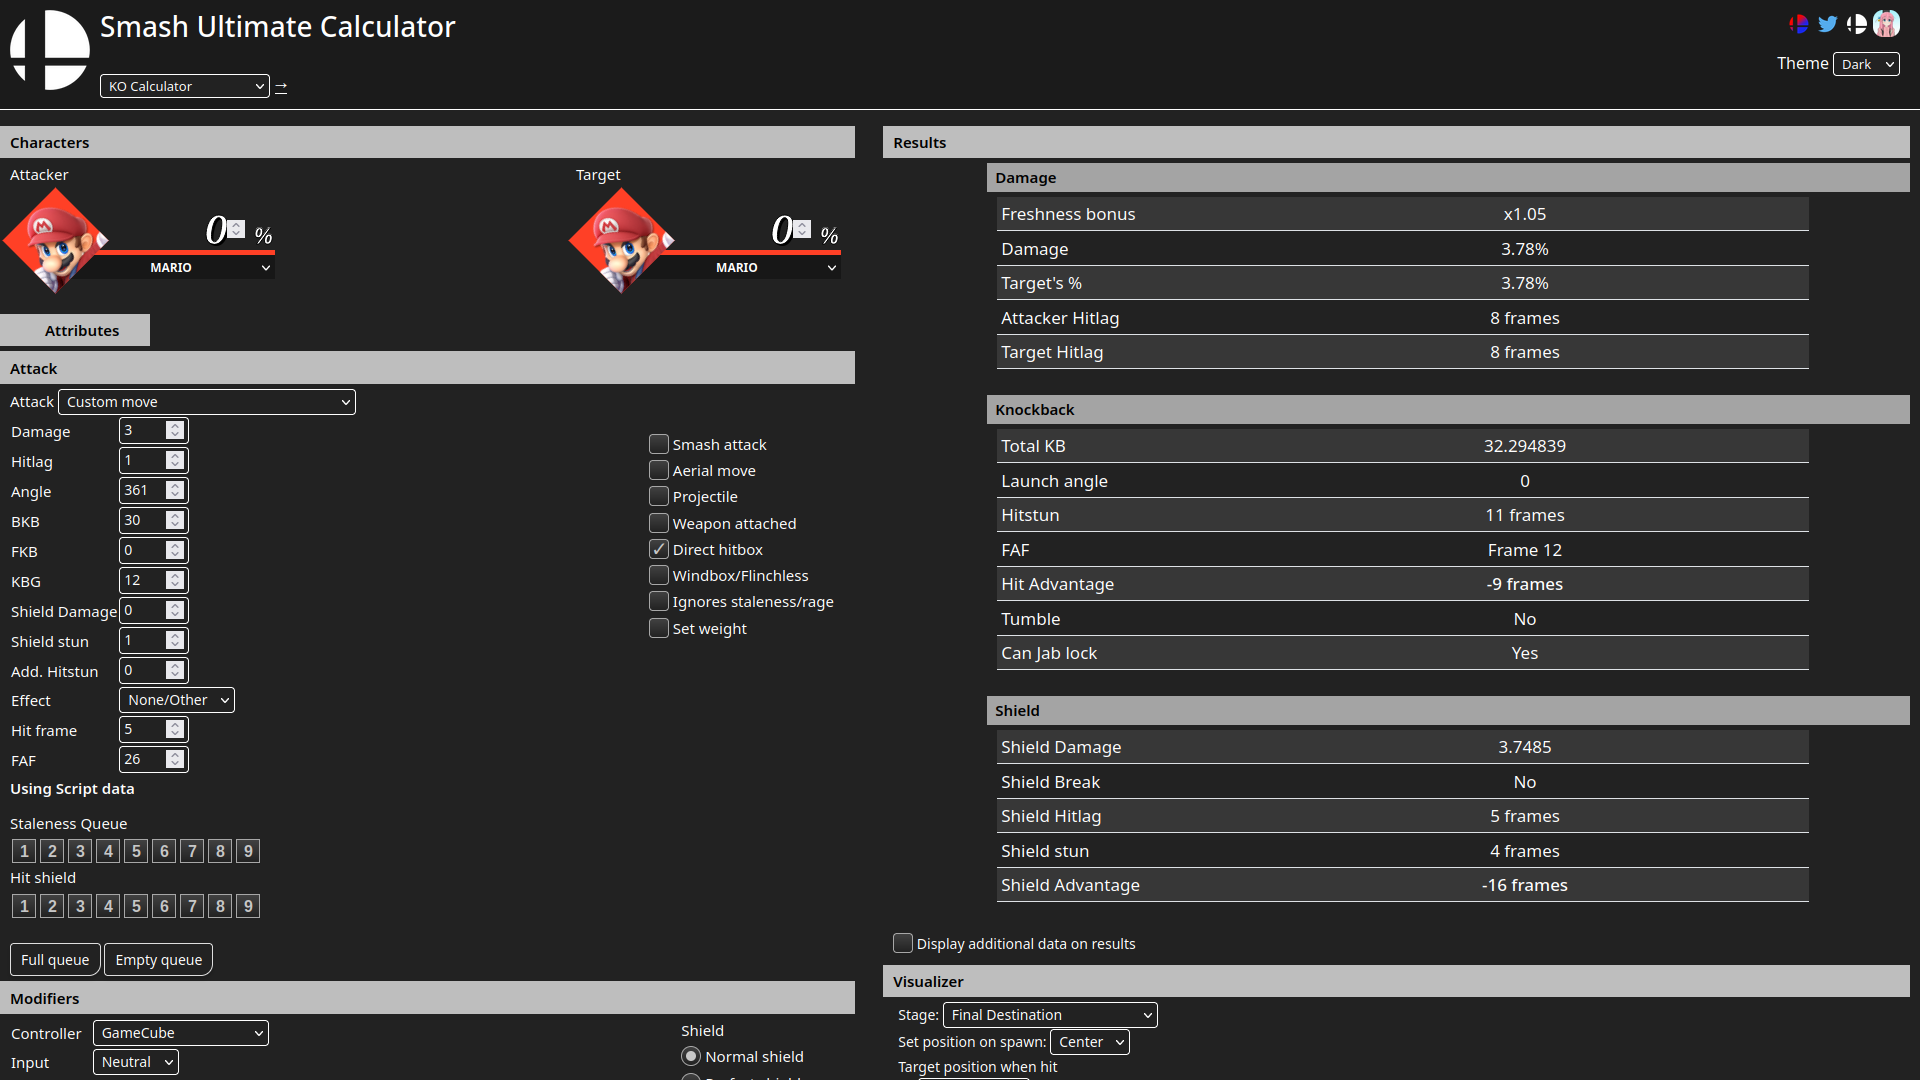 Smash Ultimate Calculator
KO Calculator →
Theme Dark
Characters
Attacker
0 %
MARIO
Target
0 %
MARIO
Attributes
Attack
Attack Custom move
Damage 3
Hitlag 1
Angle 361
BKB 30
FKB 0
KBG 12
Shield Damage 0
Shield stun 1
Add. Hitstun 0
Effect None/Other
Hit frame 5
FAF 26
Smash attack
Aerial move
Projectile
Weapon attached
Direct hitbox
Windbox/Flinchless
Ignores staleness/rage
Set weight
Using Script data
Staleness Queue
1 2 3 4 5 6 7 8 9
Hit shield
1 2 3 4 5 6 7 8 9
Full queue Empty queue
Modifiers
Controller GameCube
Input Neutral
Shield
Normal shield
Results
Damage
Freshness bonus x1.05
Damage 3.78%
Target's % 3.78%
Attacker Hitlag 8 frames
Target Hitlag 8 frames
Knockback
Total KB 32.294839
Launch angle 0
Hitstun 11 frames
FAF Frame 12
Hit Advantage -9 frames
Tumble No
Can Jab lock Yes
Shield
Shield Damage 3.7485
Shield Break No
Shield Hitlag 5 frames
Shield stun 4 frames
Shield Advantage -16 frames
Display additional data on results
Visualizer
Stage: Final Destination
Set position on spawn: Center
Target position when hit